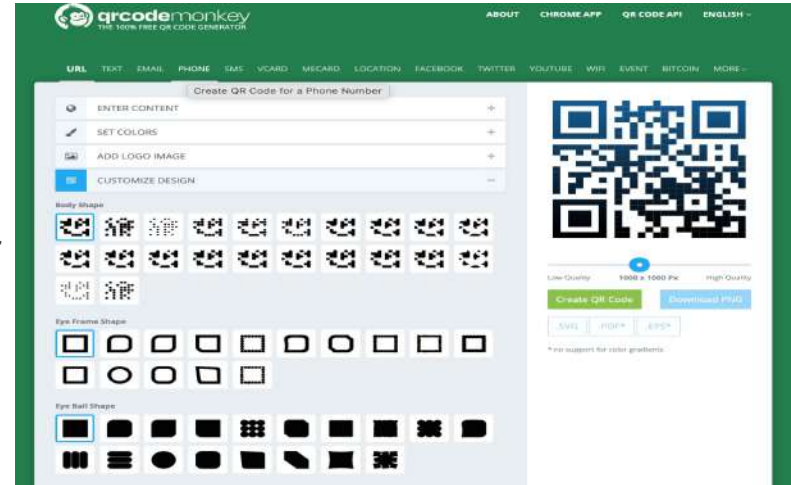 qrcodemonkey
THE 100% FREE QR CODE GENERATOR
ABOUT CHROME APP QR CODE API ENGLISH
URL TEXT EMAIL PHONE SMS VCARD MECARD LOCATION FACEBOOK TWITTER YOUTUBE WIFI EVENT BITCOIN MORE
Create QR Code for a Phone Number
ENTER CONTENT +
SET COLORS +
ADD LOGO IMAGE +
CUSTOMIZE DESIGN −
Body Shape
Eye Frame Shape
Eye Ball Shape
Low Quality 1000 x 1000 Px High Quality
Create QR Code Download PNG
.SVG .PDF* .EPS*
* no support for color gradients